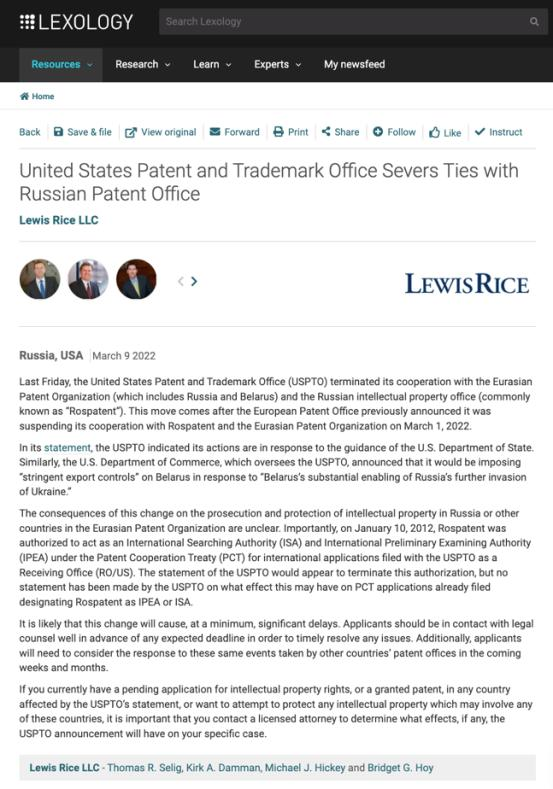 LEXOLOGY
Search Lexology
Resources Research Learn Experts My newsfeed
Home
Back Save & file View original Forward Print Share Follow Like Instruct
United States Patent and Trademark Office Severs Ties with
Russian Patent Office
Lewis Rice LLC
LEWIS RICE
Russia, USA March 9 2022
Last Friday, the United States Patent and Trademark Office (USPTO) terminated its cooperation with the Eurasian
Patent Organization (which includes Russia and Belarus) and the Russian intellectual property office (commonly
known as “Rospatent”). This move comes after the European Patent Office previously announced it was
suspending its cooperation with Rospatent and the Eurasian Patent Organization on March 1, 2022.
In its statement, the USPTO indicated its actions are in response to the guidance of the U.S. Department of State.
Similarly, the U.S. Department of Commerce, which oversees the USPTO, announced that it would be imposing
“stringent export controls” on Belarus in response to “Belarus’s substantial enabling of Russia’s further invasion
of Ukraine.”
The consequences of this change on the prosecution and protection of intellectual property in Russia or other
countries in the Eurasian Patent Organization are unclear. Importantly, on January 10, 2012, Rospatent was
authorized to act as an International Searching Authority (ISA) and International Preliminary Examining Authority
(IPEA) under the Patent Cooperation Treaty (PCT) for international applications filed with the USPTO as a
Receiving Office (RO/US). The statement of the USPTO would appear to terminate this authorization, but no
statement has been made by the USPTO on what effect this may have on PCT applications already filed
designating Rospatent as IPEA or ISA.
It is likely that this change will cause, at a minimum, significant delays. Applicants should be in contact with legal
counsel well in advance of any expected deadline in order to timely resolve any issues. Additionally, applicants
will need to consider the response to these same events taken by other countries’ patent offices in the coming
weeks and months.
If you currently have a pending application for intellectual property rights, or a granted patent, in any country
affected by the USPTO’s statement, or want to attempt to protect any intellectual property which may involve any
of these countries, it is important that you contact a licensed attorney to determine what effects, if any, the
USPTO announcement will have on your specific case.
Lewis Rice LLC - Thomas R. Selig, Kirk A. Damman, Michael J. Hickey and Bridget G. Hoy